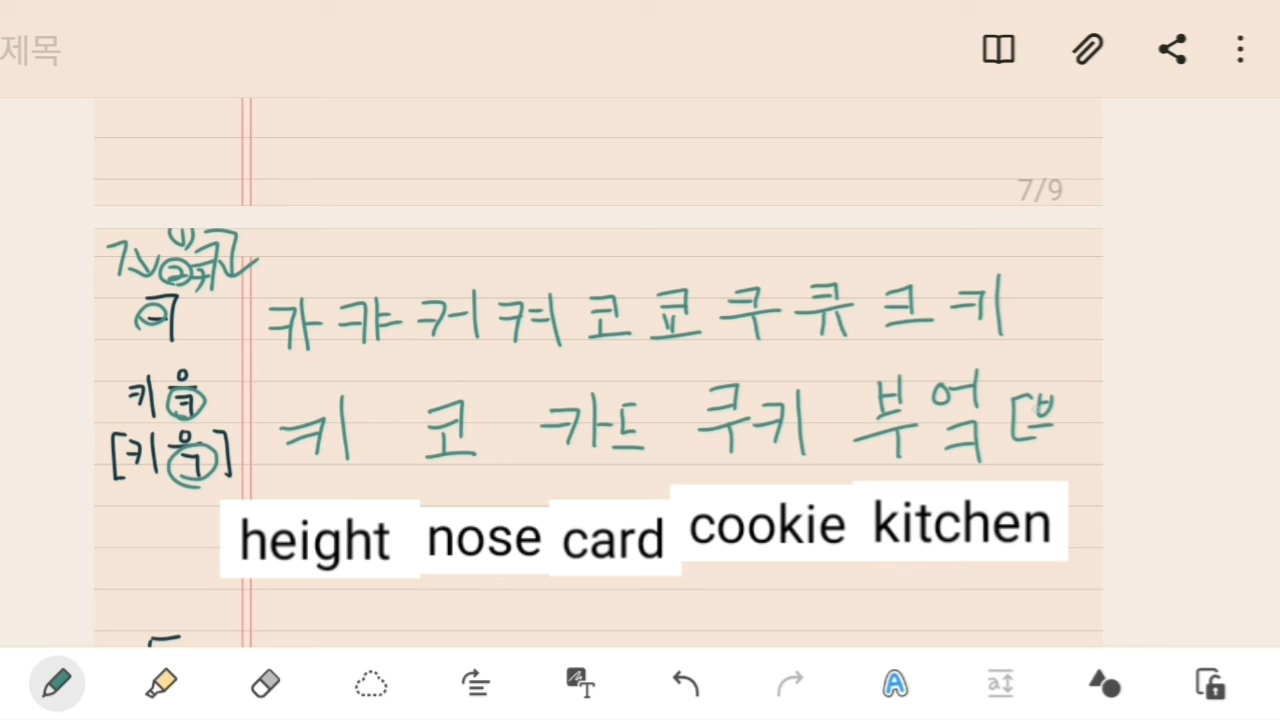 제목
7/9
ㅋ 카 캬 커 켜 코 쿄 쿠 큐 크 키
키읔 키 코 카드 쿠키 부엌 [브
[키윽]
height nose card cookie kitchen